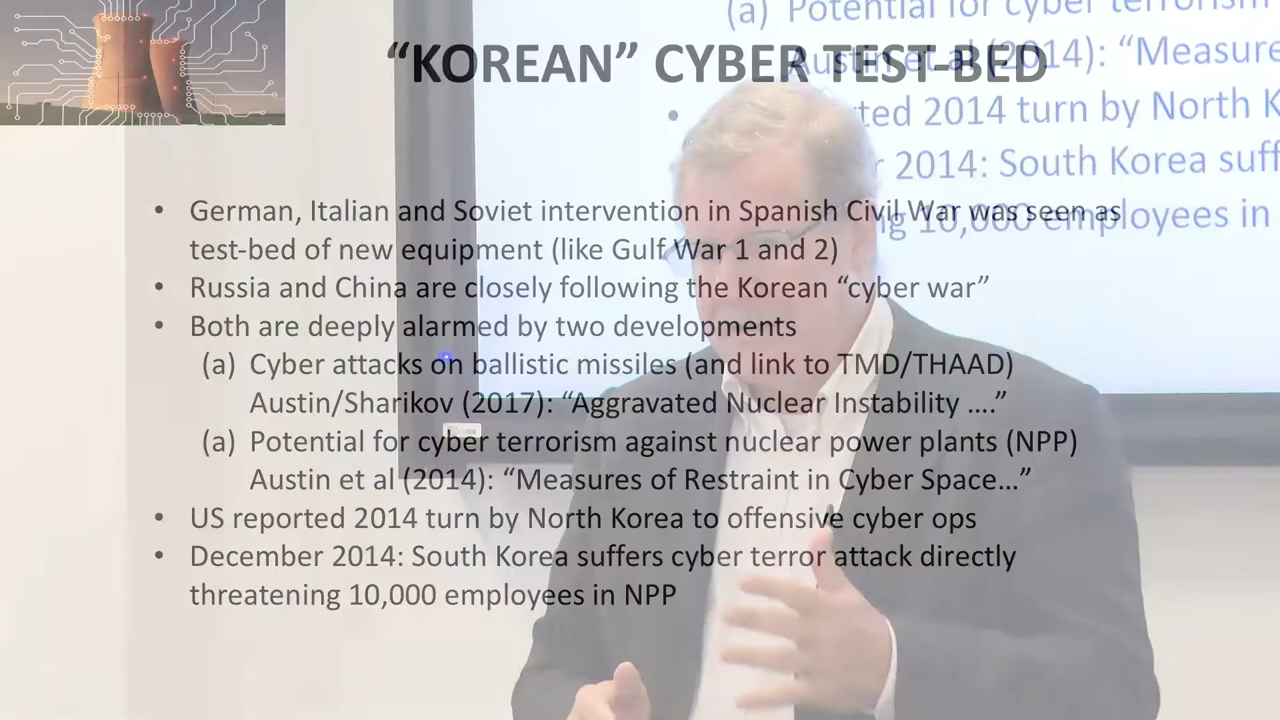 (a) Potential for cyber terrorism
“KOREAN” CYBER TEST-BED
Austin et al (2014): “Measure
ted 2014 turn by North K
r 2014: South Korea suff
ng 10,000 employees in
• German, Italian and Soviet intervention in Spanish Civil War was seen as
test-bed of new equipment (like Gulf War 1 and 2)
• Russia and China are closely following the Korean “cyber war”
• Both are deeply alarmed by two developments
(a) Cyber attacks on ballistic missiles (and link to TMD/THAAD)
Austin/Sharikov (2017): “Aggravated Nuclear Instability ….”
(a) Potential for cyber terrorism against nuclear power plants (NPP)
Austin et al (2014): “Measures of Restraint in Cyber Space…”
• US reported 2014 turn by North Korea to offensive cyber ops
• December 2014: South Korea suffers cyber terror attack directly
threatening 10,000 employees in NPP